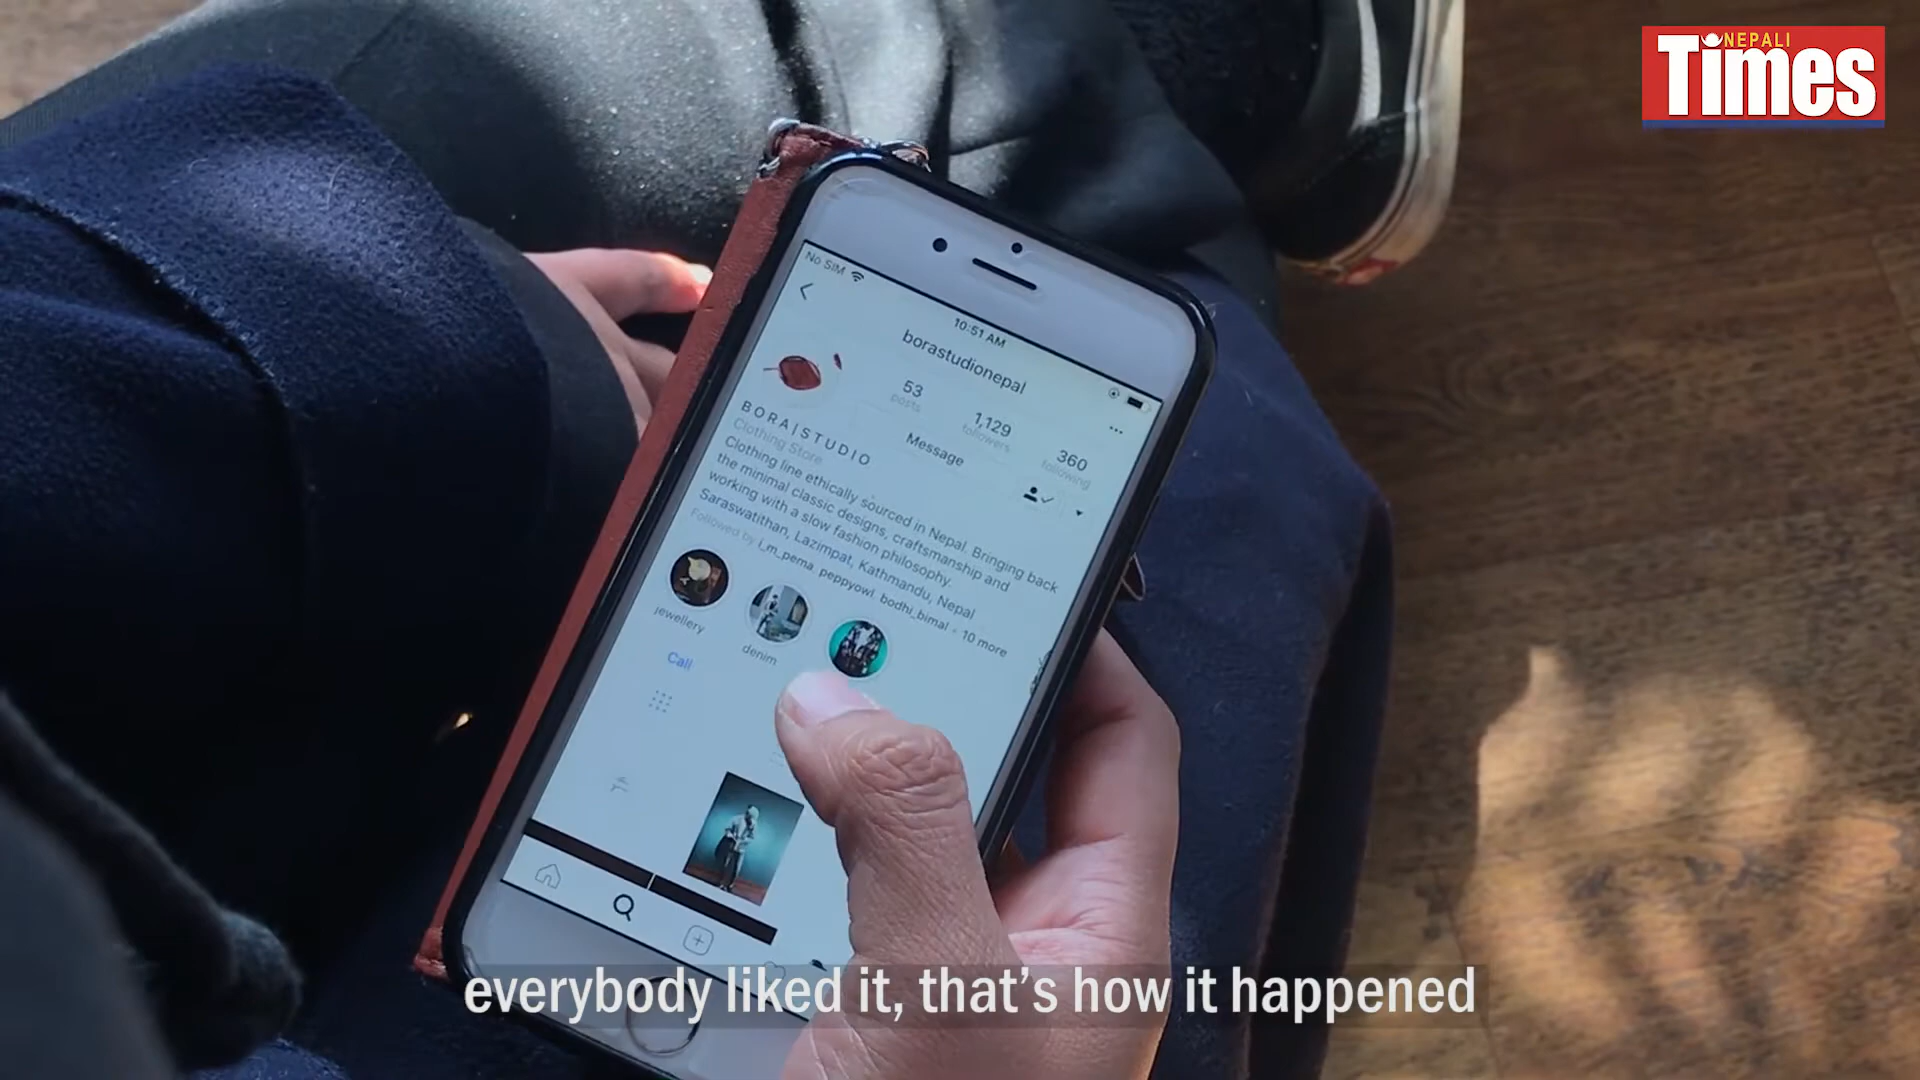 NEPALI
Times
No SIM
10:51 AM
borastudionepal
53
posts
1,129
followers
360
following
Message
BORA|STUDIO
Clothing Store
Clothing line ethically sourced in Nepal. Bringing back
the minimal classic designs, craftsmanship and
working with a slow fashion philosophy.
Saraswatithan, Lazimpat, Kathmandu, Nepal
Followed by i_m_pema, peppyowl, bodhi_bimal + 10 more
jewellery
denim
Call
everybody liked it, that's how it happened